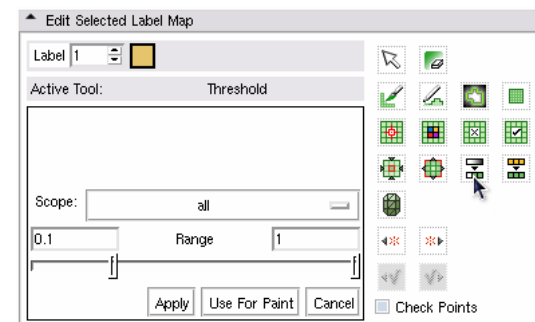 Edit Selected Label Map
Label 1
Active Tool: Threshold
Scope: all
0.1 Range 1
Apply Use For Paint Cancel
Check Points